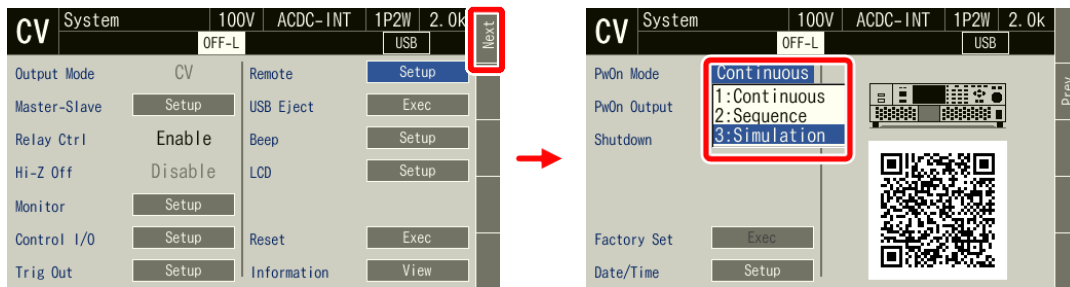 CV System 100V ACDC-INT 1P2W 2.0k
OFF-L USB
Next
Output Mode CV Remote Setup
Master-Slave Setup USB Eject Exec
Relay Ctrl Enable Beep Setup
Hi-Z Off Disable LCD Setup
Monitor Setup
Control I/O Setup Reset Exec
Trig Out Setup Information View
CV System 100V ACDC-INT 1P2W 2.0k
OFF-L USB
Prev
PwOn Mode Continuous
1:Continuous
PwOn Output 2:Sequence
Shutdown 3:Simulation
Factory Set Exec
Date/Time Setup